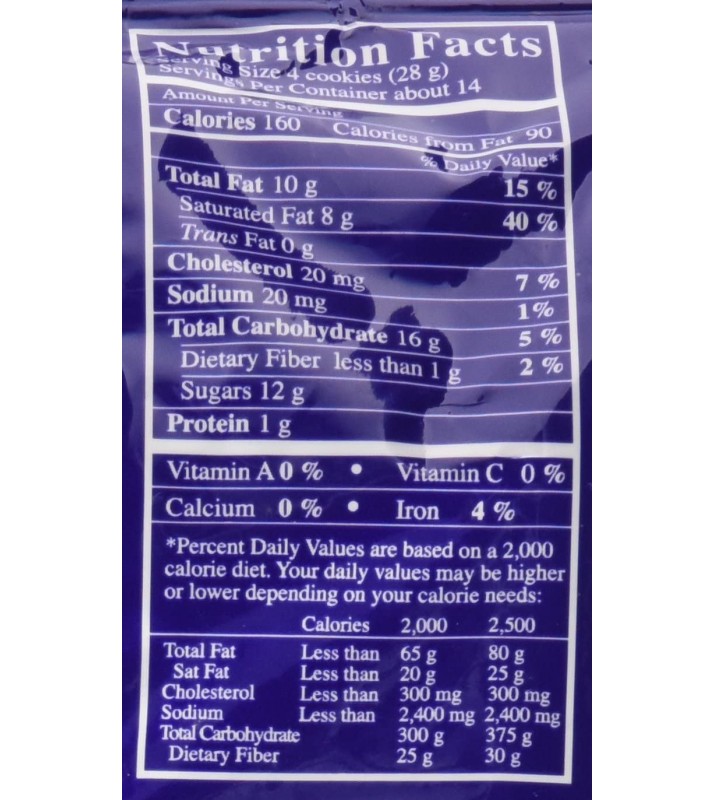 Nutrition Facts
Serving Size 4 cookies (28 g)
Servings Per Container about 14
Amount Per Serving
Calories 160 Calories from Fat 90
% Daily Value*
Total Fat 10 g 15 %
Saturated Fat 8 g 40 %
Trans Fat 0 g
Cholesterol 20 mg 7 %
Sodium 20 mg 1%
Total Carbohydrate 16 g 5 %
Dietary Fiber less than 1 g 2 %
Sugars 12 g
Protein 1 g
Vitamin A 0 % • Vitamin C 0 %
Calcium 0 % • Iron 4 %
*Percent Daily Values are based on a 2,000
calorie diet. Your daily values may be higher
or lower depending on your calorie needs:
Calories 2,000 2,500
Total Fat Less than 65 g 80 g
Sat Fat Less than 20 g 25 g
Cholesterol Less than 300 mg 300 mg
Sodium Less than 2,400 mg 2,400 mg
Total Carbohydrate 300 g 375 g
Dietary Fiber 25 g 30 g